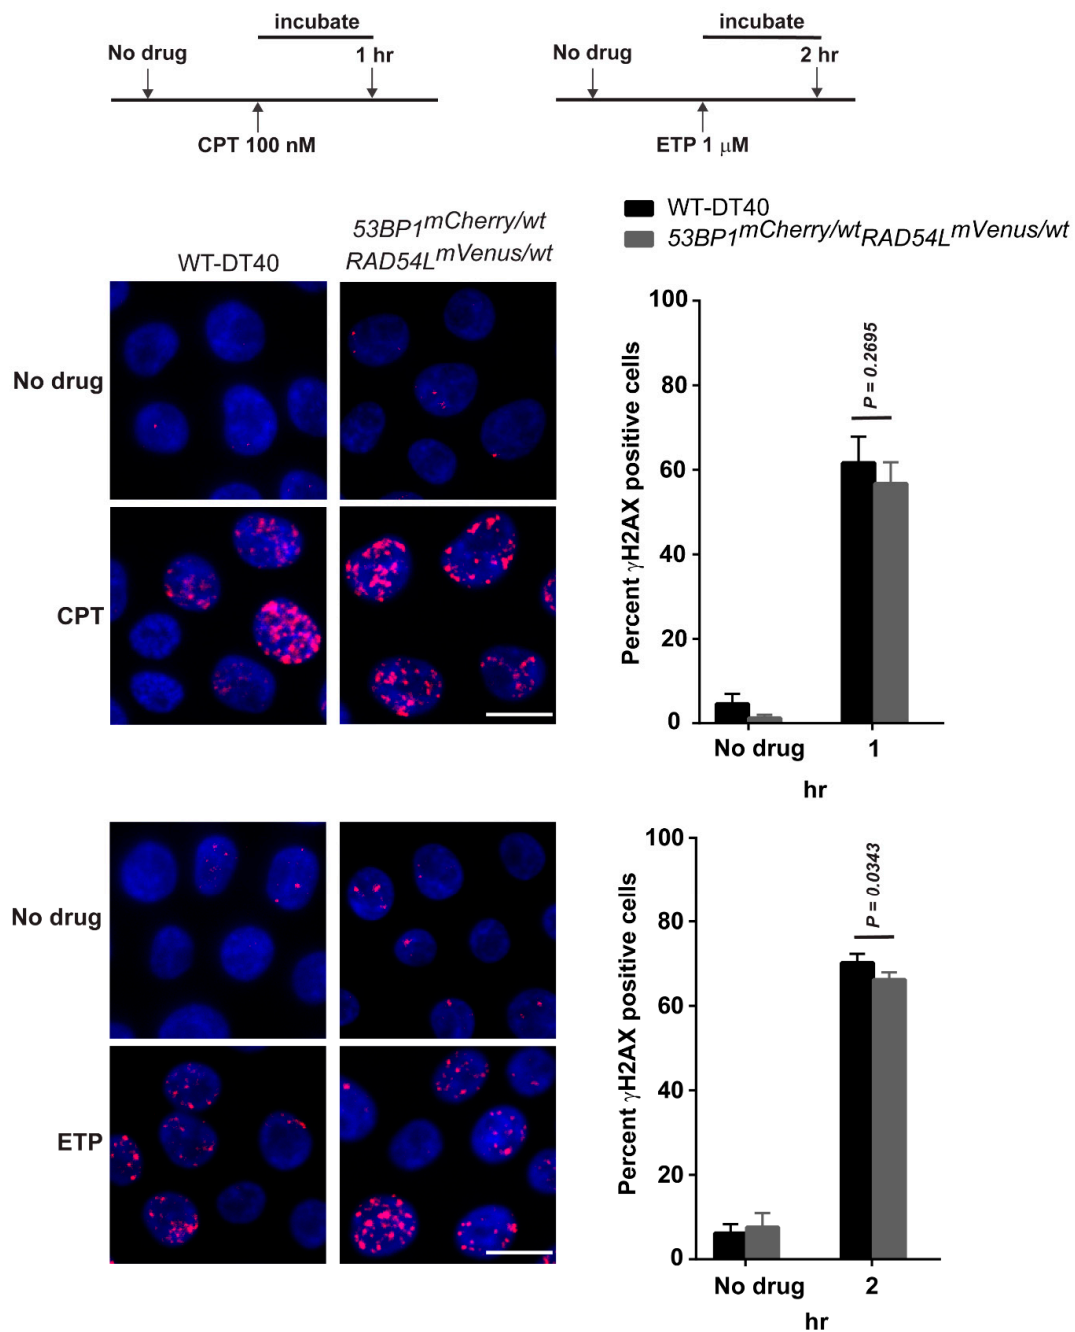 incubate
No drug
1 hr
CPT 100 nM
incubate
No drug
2 hr
ETP 1 μM
WT-DT40
53BP1mCherry/wt
RAD54LmVenus/wt
No drug
CPT
WT-DT40
53BP1mCherry/wtRAD54LmVenus/wt
Percent γH2AX positive cells
100
80
60
40
20
0
P = 0.2695
No drug
1
hr
No drug
ETP
Percent γH2AX positive cells
100
80
60
40
20
0
P = 0.0343
No drug
2
hr